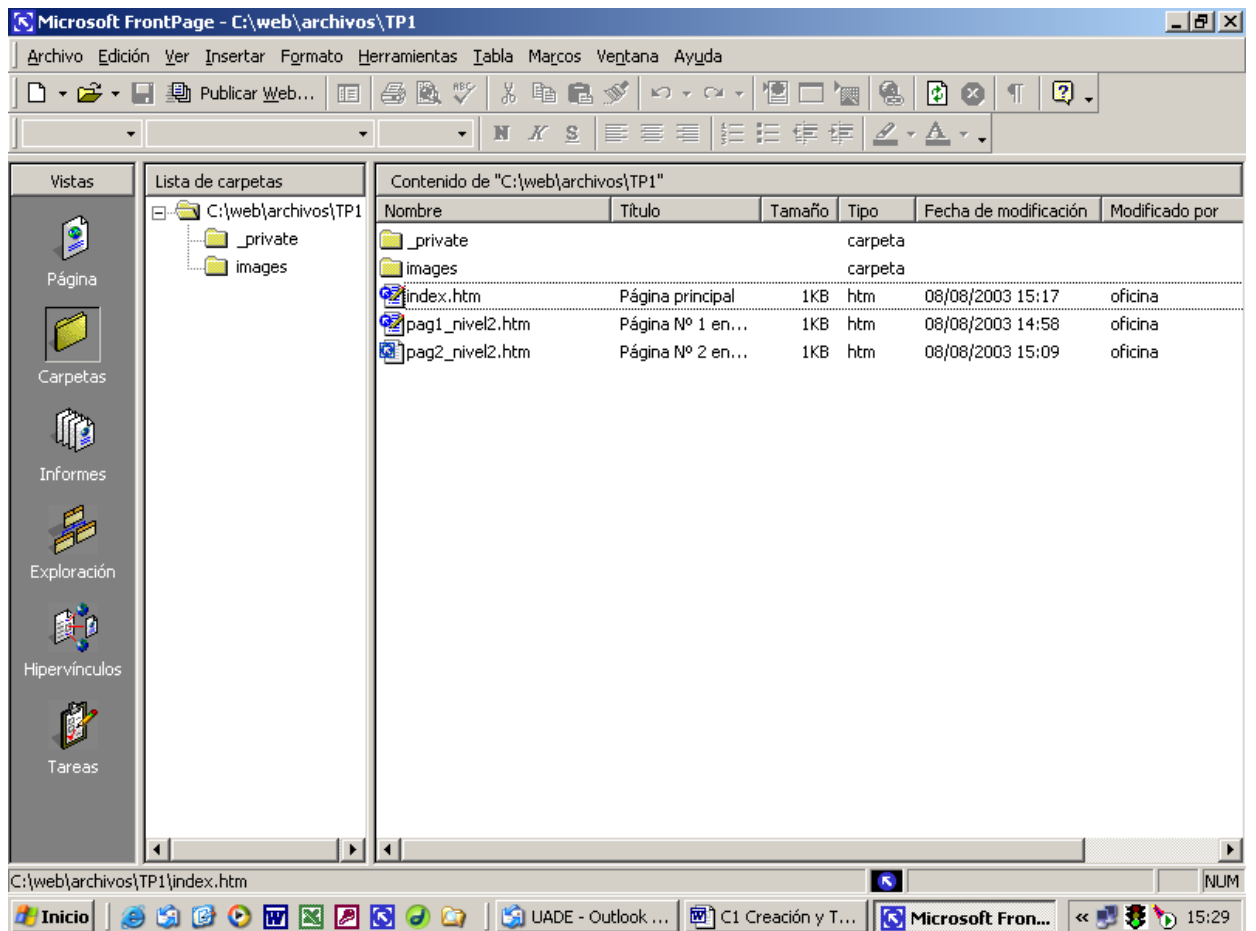 Microsoft FrontPage - C:\web\archivos\TP1
Archivo Edición Ver Insertar Formato Herramientas Tabla Marcos Ventana Ayuda
Publicar Web...
ABC
N K S
A
Vistas
Página
Carpetas
Informes
Exploración
Hipervínculos
Tareas
Lista de carpetas
C:\web\archivos\TP1
_private
images
Contenido de "C:\web\archivos\TP1"
Nombre Título Tamaño Tipo Fecha de modificación Modificado por
_private carpeta
images carpeta
index.htm Página principal 1KB htm 08/08/2003 15:17 oficina
pag1_nivel2.htm Página Nº 1 en... 1KB htm 08/08/2003 14:58 oficina
pag2_nivel2.htm Página Nº 2 en... 1KB htm 08/08/2003 15:09 oficina
C:\web\archivos\TP1\index.htm NUM
Inicio UADE - Outlook ... C1 Creación y T... Microsoft Fron... « 15:29